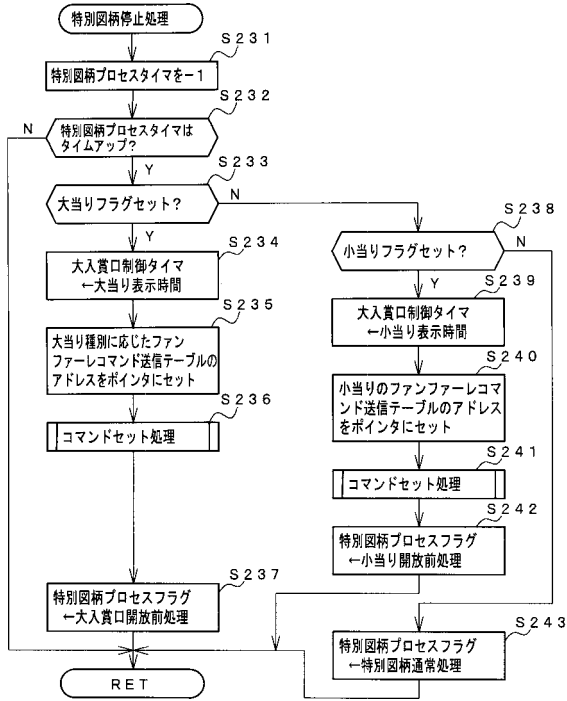 特別図柄停止処理
S231
特別図柄プロセスタイマを－1
S232
特別図柄プロセスタイマは
タイムアップ？
N
Y
S233
大当りフラグセット？
N
Y
S234
大入賞口制御タイマ
←大当り表示時間
S235
大当り種別に応じたファン
ファーレコマンド送信テーブルの
アドレスをポインタにセット
S236
コマンドセット処理
S237
特別図柄プロセスフラグ
←大入賞口開放前処理
RET
S238
小当りフラグセット？
N
Y
S239
大入賞口制御タイマ
←小当り表示時間
S240
小当りのファンファーレコマ
ンド送信テーブルのアドレス
をポインタにセット
S241
コマンドセット処理
S242
特別図柄プロセスフラグ
←小当り開放前処理
S243
特別図柄プロセスフラグ
←特別図柄通常処理